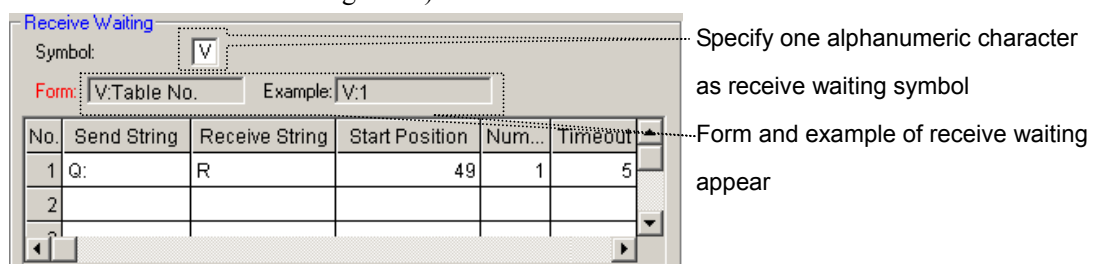 Receive Waiting
Symbol: V
Specify one alphanumeric character
as receive waiting symbol
Form: V:Table No. Example: V:1
Form and example of receive waiting
appear
No. Send String Receive String Start Position Num... Timeout
1 Q: R 49 1 5
2